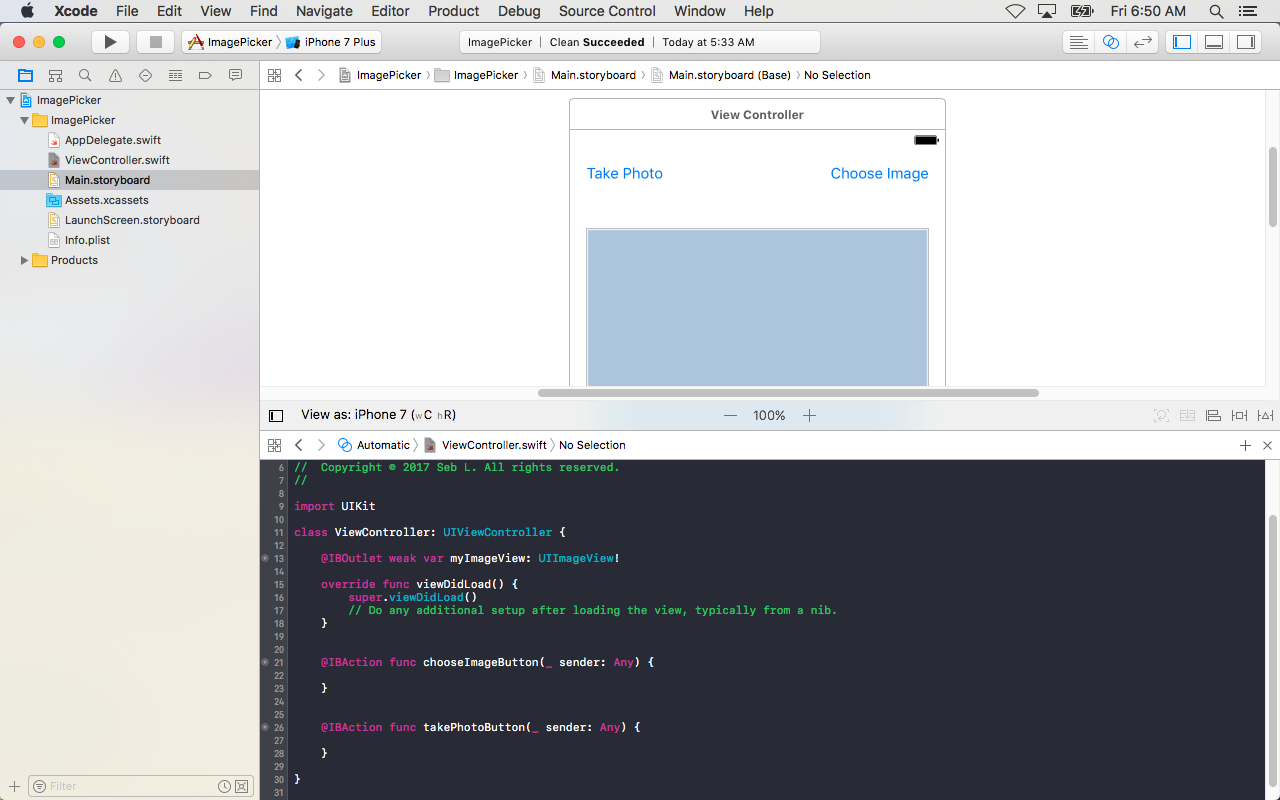 Xcode File Edit View Find Navigate Editor Product Debug Source Control Window Help Fri 6:50 AM
ImagePicker iPhone 7 Plus ImagePicker | Clean Succeeded | Today at 5:33 AM
ImagePicker ImagePicker Main.storyboard Main.storyboard (Base) No Selection
ImagePicker
ImagePicker
AppDelegate.swift
ViewController.swift
Main.storyboard
Assets.xcassets
LaunchScreen.storyboard
Info.plist
Products
Filter
View Controller
Take Photo Choose Image
View as: iPhone 7 (wC hR) 100%
Automatic ViewController.swift No Selection
6 //  Copyright © 2017 Seb L. All rights reserved.
7 //
8
9 import UIKit
10
11 class ViewController: UIViewController {
12
13     @IBOutlet weak var myImageView: UIImageView!
14
15     override func viewDidLoad() {
16         super.viewDidLoad()
17         // Do any additional setup after loading the view, typically from a nib.
18     }
19
20
21     @IBAction func chooseImageButton(_ sender: Any) {
22
23     }
24
25
26     @IBAction func takePhotoButton(_ sender: Any) {
27
28     }
29
30 }
31